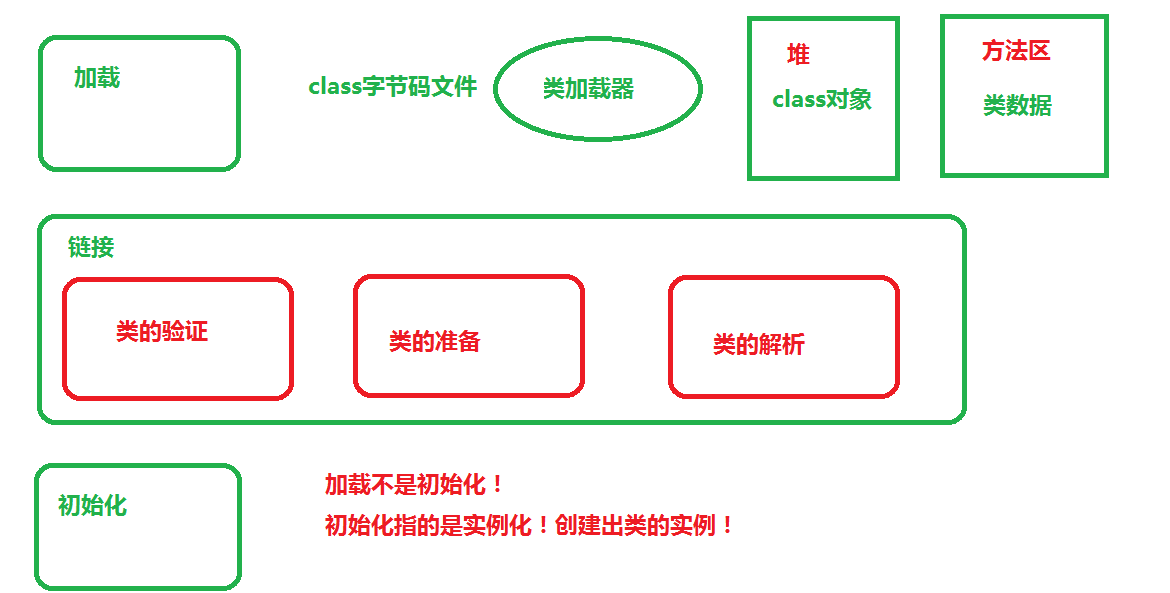 加载
class字节码文件
类加载器
堆
class对象
方法区
类数据
链接
类的验证
类的准备
类的解析
初始化
加载不是初始化！
初始化指的是实例化！创建出类的实例！